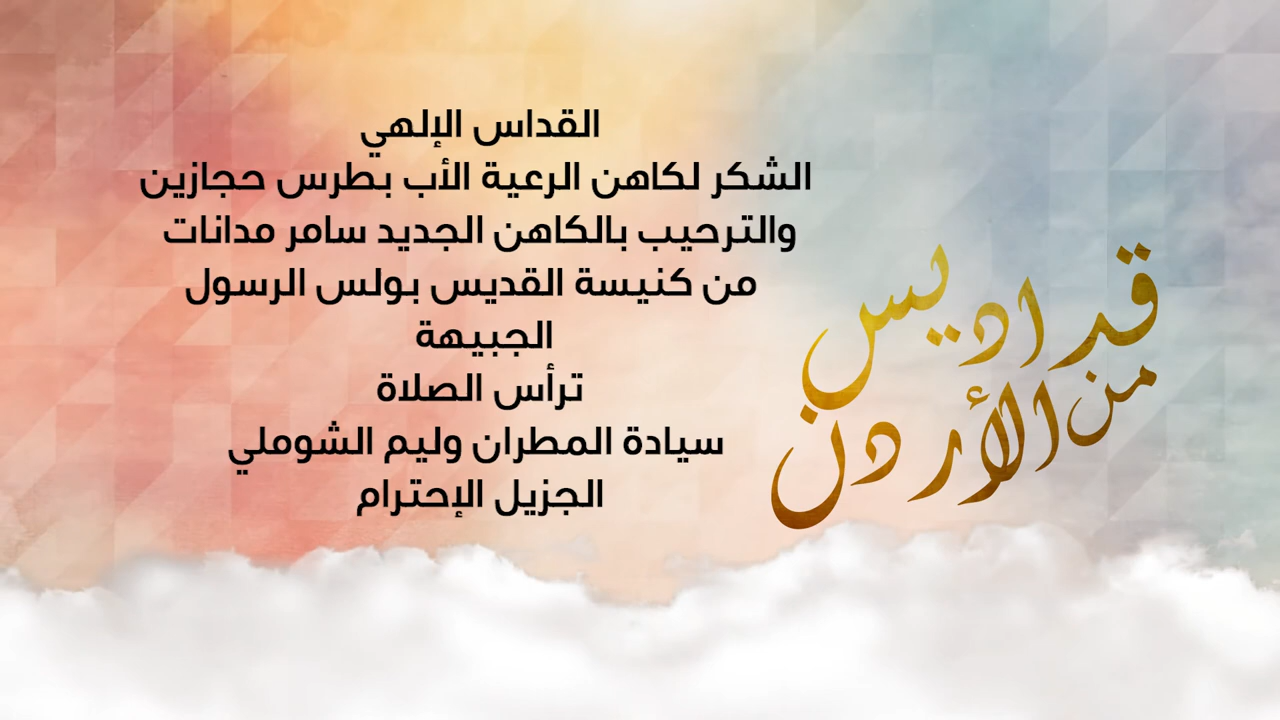 القداس الإلهي
الشكر لكاهن الرعية الأب بطرس حجازين
والترحيب بالكاهن الجديد سامر مدانات
من كنيسة القديس بولس الرسول
الجبيهة
ترأس الصلاة
سيادة المطران وليم الشوملي
الجزيل الإحترام
قداديس
من الأردن